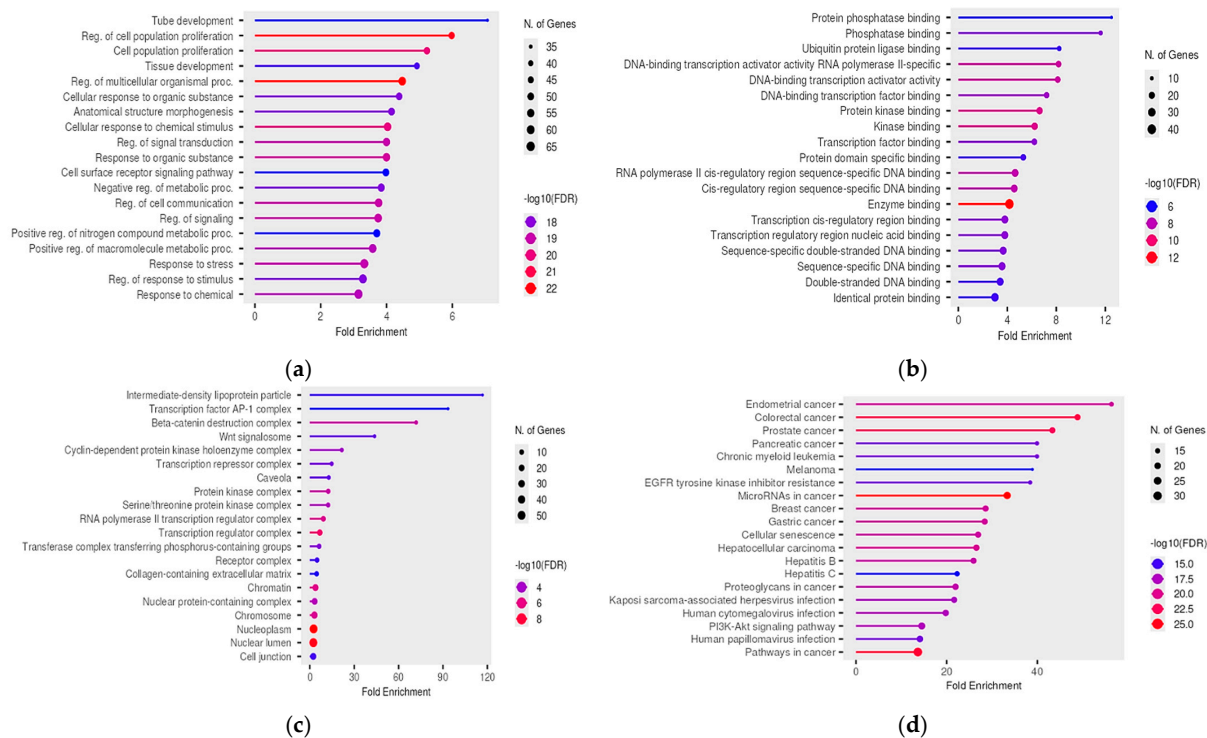 Tube development
Reg. of cell population proliferation
Cell population proliferation
Tissue development
Reg. of multicellular organismal proc.
Cellular response to organic substance
Anatomical structure morphogenesis
Cellular response to chemical stimulus
Reg. of signal transduction
Response to organic substance
Cell surface receptor signaling pathway
Negative reg. of metabolic proc.
Reg. of cell communication
Reg. of signaling
Positive reg. of nitrogen compound metabolic proc.
Positive reg. of macromolecule metabolic proc.
Response to stress
Reg. of response to stimulus
Response to chemical
0 2 4 6
Fold Enrichment
N. of Genes
35
40
45
50
55
60
65
-log10(FDR)
18
19
20
21
22
(a)
Protein phosphatase binding
Phosphatase binding
Ubiquitin protein ligase binding
DNA-binding transcription activator activity RNA polymerase II-specific
DNA-binding transcription activator activity
DNA-binding transcription factor binding
Protein kinase binding
Kinase binding
Transcription factor binding
Protein domain specific binding
RNA polymerase II cis-regulatory region sequence-specific DNA binding
Cis-regulatory region sequence-specific DNA binding
Enzyme binding
Transcription cis-regulatory region binding
Transcription regulatory region nucleic acid binding
Sequence-specific double-stranded DNA binding
Sequence-specific DNA binding
Double-stranded DNA binding
Identical protein binding
0 4 8 12
Fold Enrichment
N. of Genes
10
20
30
40
-log10(FDR)
6
8
10
12
(b)
Intermediate-density lipoprotein particle
Transcription factor AP-1 complex
Beta-catenin destruction complex
Wnt signalosome
Cyclin-dependent protein kinase holoenzyme complex
Transcription repressor complex
Caveola
Protein kinase complex
Serine/threonine protein kinase complex
RNA polymerase II transcription regulator complex
Transcription regulator complex
Transferase complex transferring phosphorus-containing groups
Receptor complex
Collagen-containing extracellular matrix
Chromatin
Nuclear protein-containing complex
Chromosome
Nucleoplasm
Nuclear lumen
Cell junction
0 30 60 90 120
Fold Enrichment
N. of Genes
10
20
30
40
50
-log10(FDR)
4
6
8
(c)
Endometrial cancer
Colorectal cancer
Prostate cancer
Pancreatic cancer
Chronic myeloid leukemia
Melanoma
EGFR tyrosine kinase inhibitor resistance
MicroRNAs in cancer
Breast cancer
Gastric cancer
Cellular senescence
Hepatocellular carcinoma
Hepatitis B
Hepatitis C
Proteoglycans in cancer
Kaposi sarcoma-associated herpesvirus infection
Human cytomegalovirus infection
PI3K-Akt signaling pathway
Human papillomavirus infection
Pathways in cancer
0 20 40
Fold Enrichment
N. of Genes
15
20
25
30
-log10(FDR)
15.0
17.5
20.0
22.5
25.0
(d)